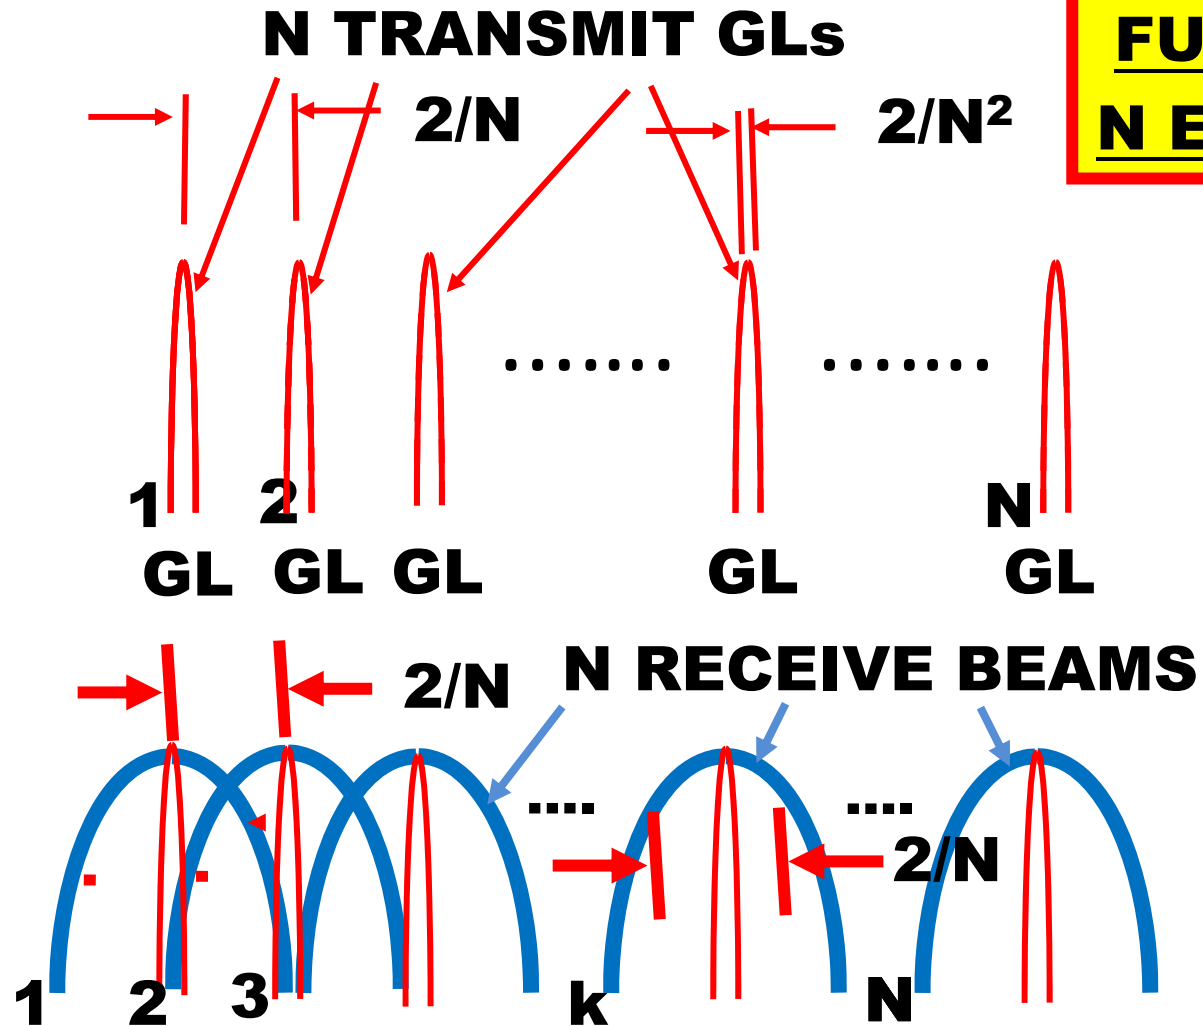 N TRANSMIT GLs
FU
N E
2/N
2/N²
.......
.......
1
2
N
GL GL GL GL GL
N RECEIVE BEAMS
2/N
....
....
2/N
1 2 3 k N